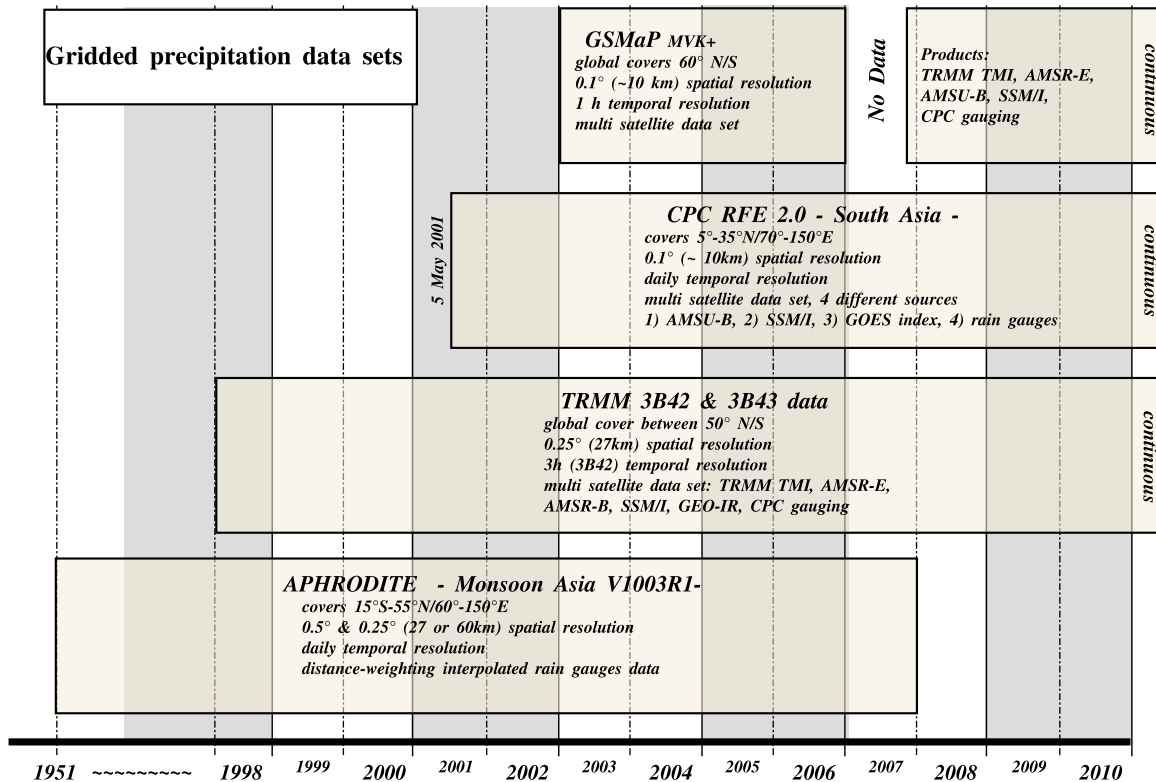 Gridded precipitation data sets
GSMaP MVK+
global covers 60° N/S
0.1° (~10 km) spatial resolution
1 h temporal resolution
multi satellite data set
No Data
Products:
TRMM TMI, AMSR-E,
AMSU-B, SSM/I,
CPC gauging
continuous
5 May 2001
CPC RFE 2.0 - South Asia -
covers 5°-35°N/70°-150°E
0.1° (~ 10km) spatial resolution
daily temporal resolution
multi satellite data set, 4 different sources
1) AMSU-B, 2) SSM/I, 3) GOES index, 4) rain gauges
continuous
TRMM 3B42 & 3B43 data
global cover between 50° N/S
0.25° (27km) spatial resolution
3h (3B42) temporal resolution
multi satellite data set: TRMM TMI, AMSR-E,
AMSR-B, SSM/I, GEO-IR, CPC gauging
continuous
APHRODITE - Monsoon Asia V1003R1-
covers 15°S-55°N/60°-150°E
0.5° & 0.25° (27 or 60km) spatial resolution
daily temporal resolution
distance-weighting interpolated rain gauges data
1951 ~~~~~~~~~ 1998 1999 2000 2001 2002 2003 2004 2005 2006 2007 2008 2009 2010